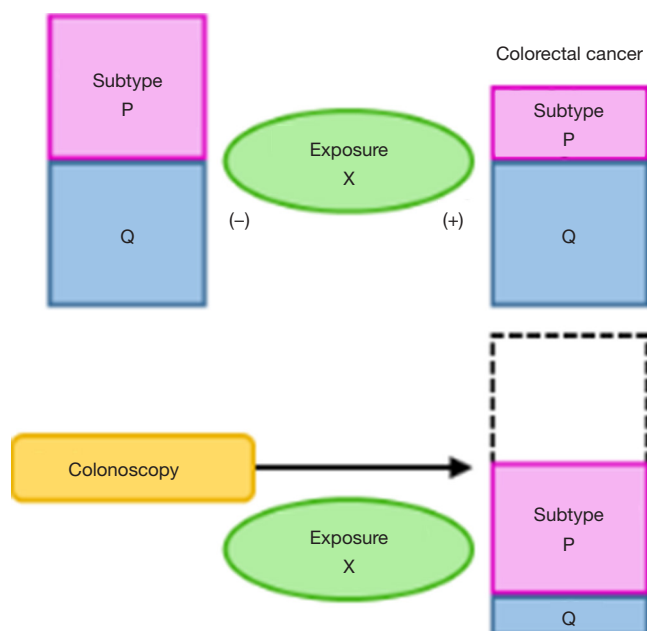 Colorectal cancer
Subtype
P
Subtype
P
Exposure
X
(–)
(+)
Q
Q
Colonoscopy
Exposure
X
Subtype
P
Q